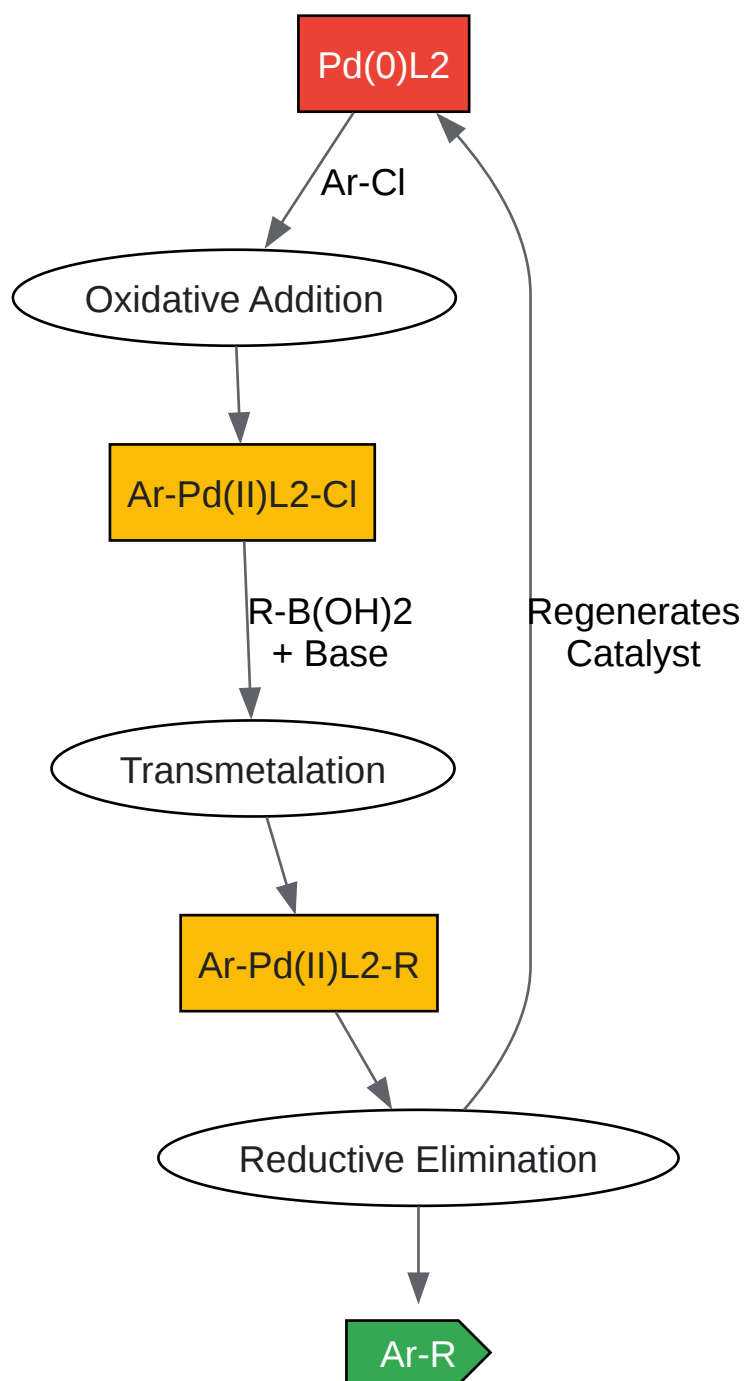 Pd(0)L2
Ar-Cl
Oxidative Addition
Ar-Pd(II)L2-Cl
R-B(OH)2
+ Base
Regenerates
Catalyst
Transmetalation
Ar-Pd(II)L2-R
Reductive Elimination
Ar-R